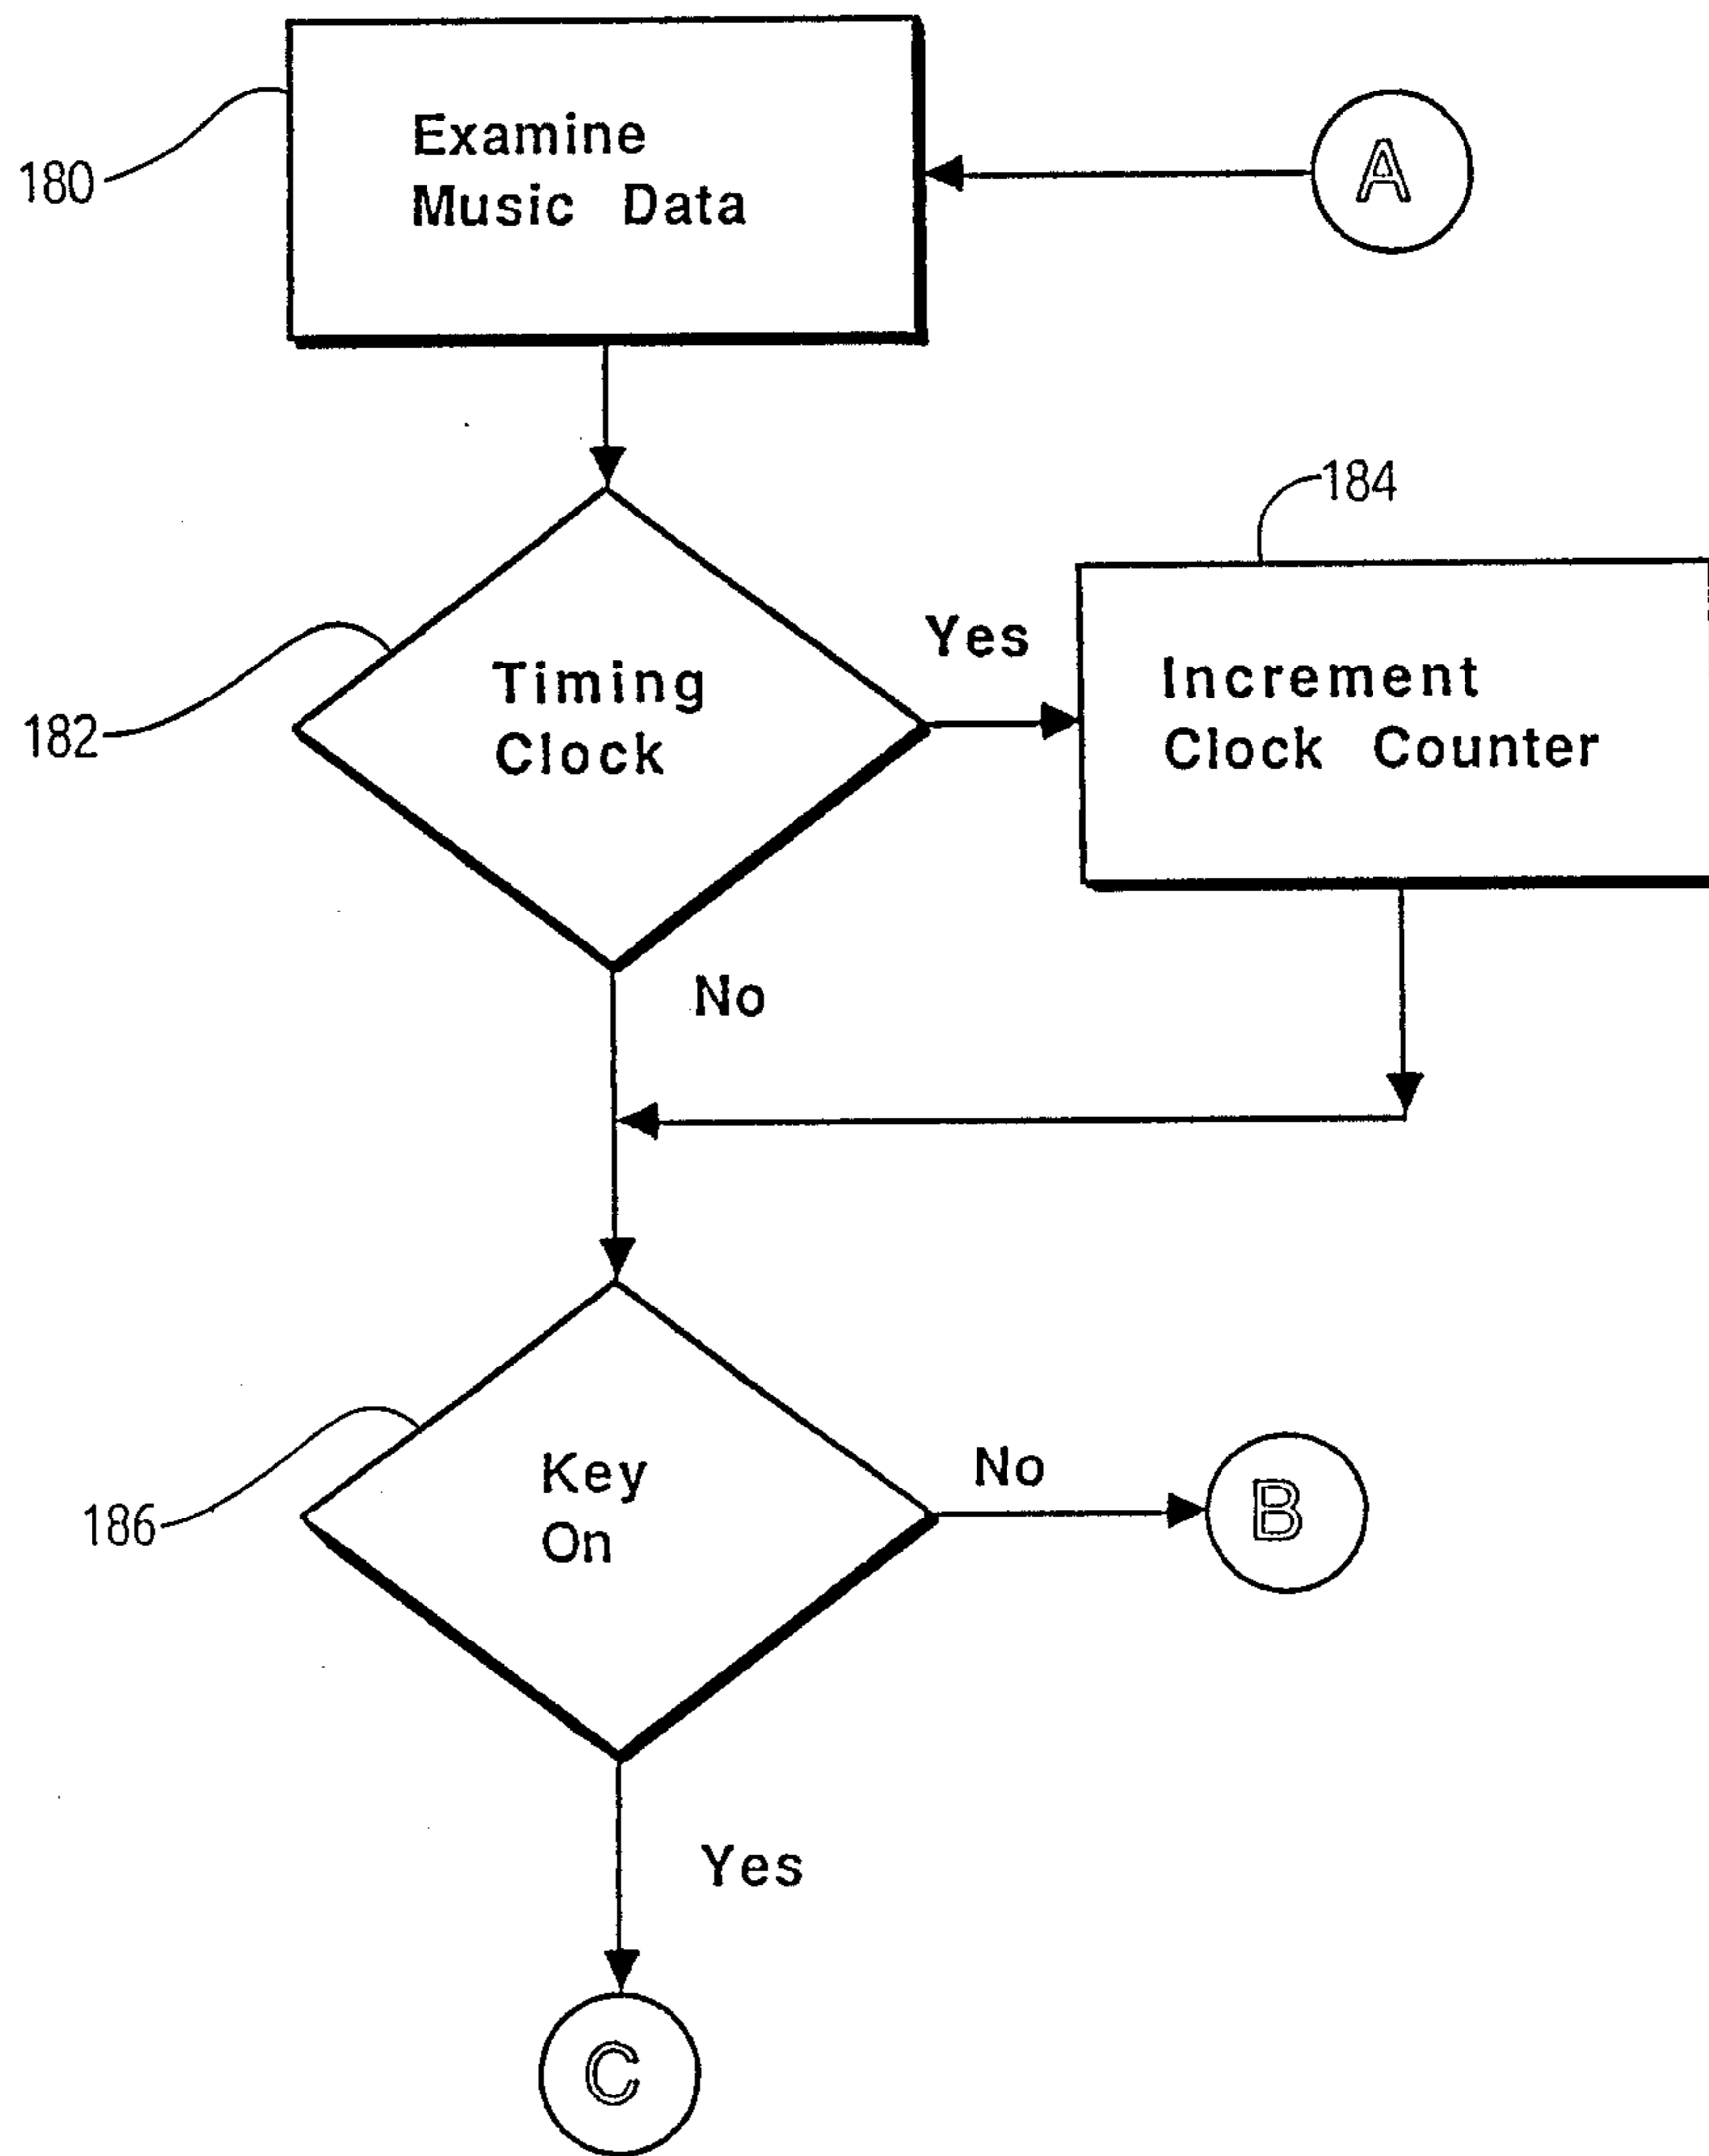 Examine
Music Data
A
180
184
Yes
Timing
Clock
Increment
Clock Counter
182
No
Key
On
No
B
186
Yes
C